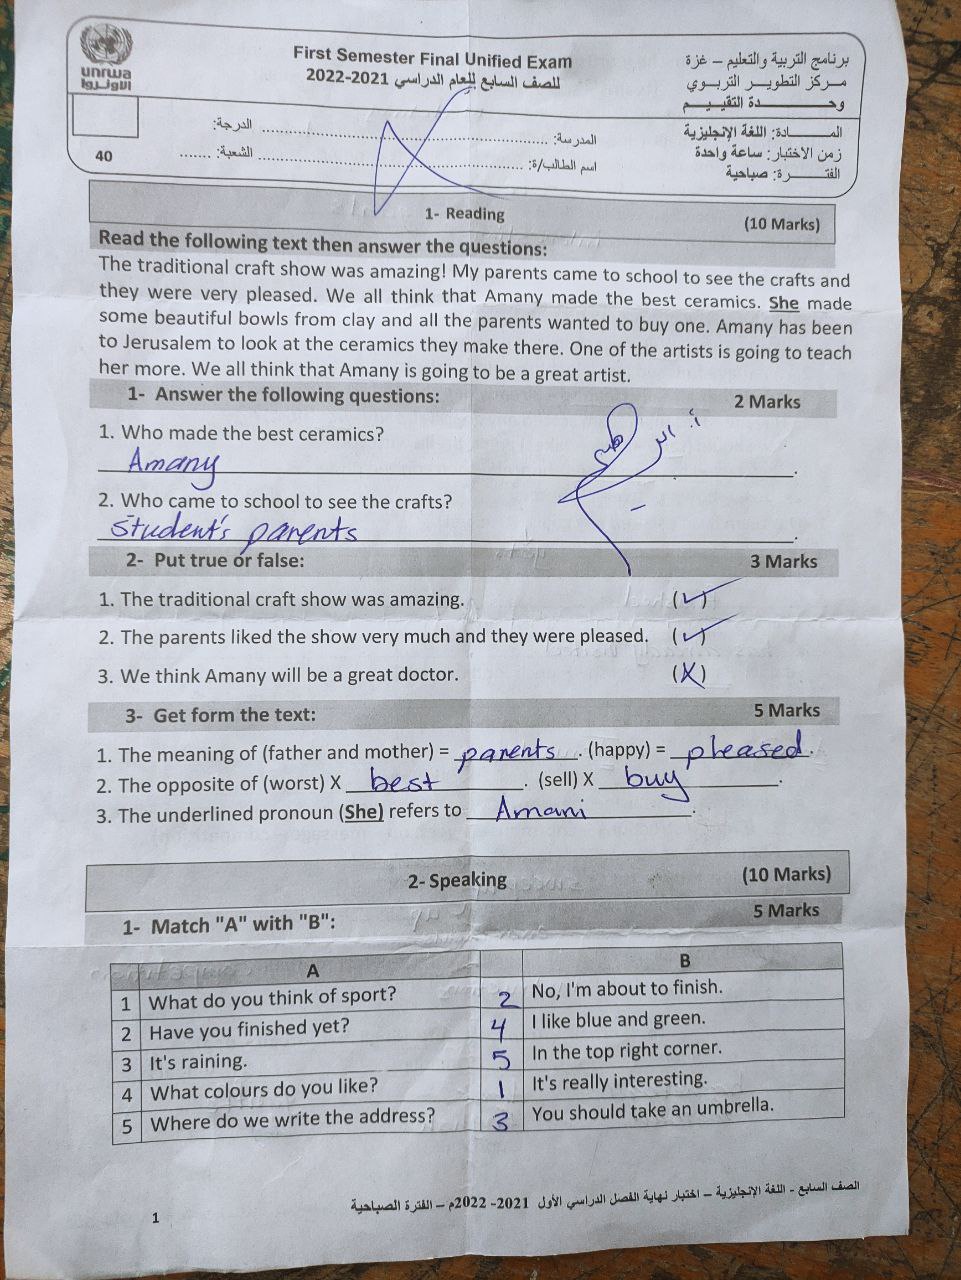 unrwa
الأونروا
First Semester Final Unified Exam
للصف السابع للعام الدراسي 2021-2022
برنامج التربية والتعليم – غزة
مركز التطوير التربوي
وحدة التقييم
40
الدرجة:
المدرسة:
الشعبة:
اسم الطالب/ة:
المادة: اللغة الإنجليزية
زمن الاختبار: ساعة واحدة
الفترة: صباحية
1- Reading (10 Marks)
Read the following text then answer the questions:
The traditional craft show was amazing! My parents came to school to see the crafts and
they were very pleased. We all think that Amany made the best ceramics. She made
some beautiful bowls from clay and all the parents wanted to buy one. Amany has been
to Jerusalem to look at the ceramics they make there. One of the artists is going to teach
her more. We all think that Amany is going to be a great artist.
1- Answer the following questions: 2 Marks
1. Who made the best ceramics?
Amany
2. Who came to school to see the crafts?
student's parents
2- Put true or false: 3 Marks
1. The traditional craft show was amazing. (✓)
2. The parents liked the show very much and they were pleased. (✓)
3. We think Amany will be a great doctor. (X)
3- Get form the text: 5 Marks
1. The meaning of (father and mother) = parents. (happy) = pleased.
2. The opposite of (worst) X best. (sell) X buy.
3. The underlined pronoun (She) refers to Amani.
2- Speaking (10 Marks)
1- Match "A" with "B": 5 Marks
A B
1 What do you think of sport? 2 No, I'm about to finish.
2 Have you finished yet? 4 I like blue and green.
3 It's raining. 5 In the top right corner.
4 What colours do you like? 1 It's really interesting.
5 Where do we write the address? 3 You should take an umbrella.
الصف السابع - اللغة الإنجليزية – اختبار نهاية الفصل الدراسي الأول 2021- 2022م – الفترة الصباحية
1